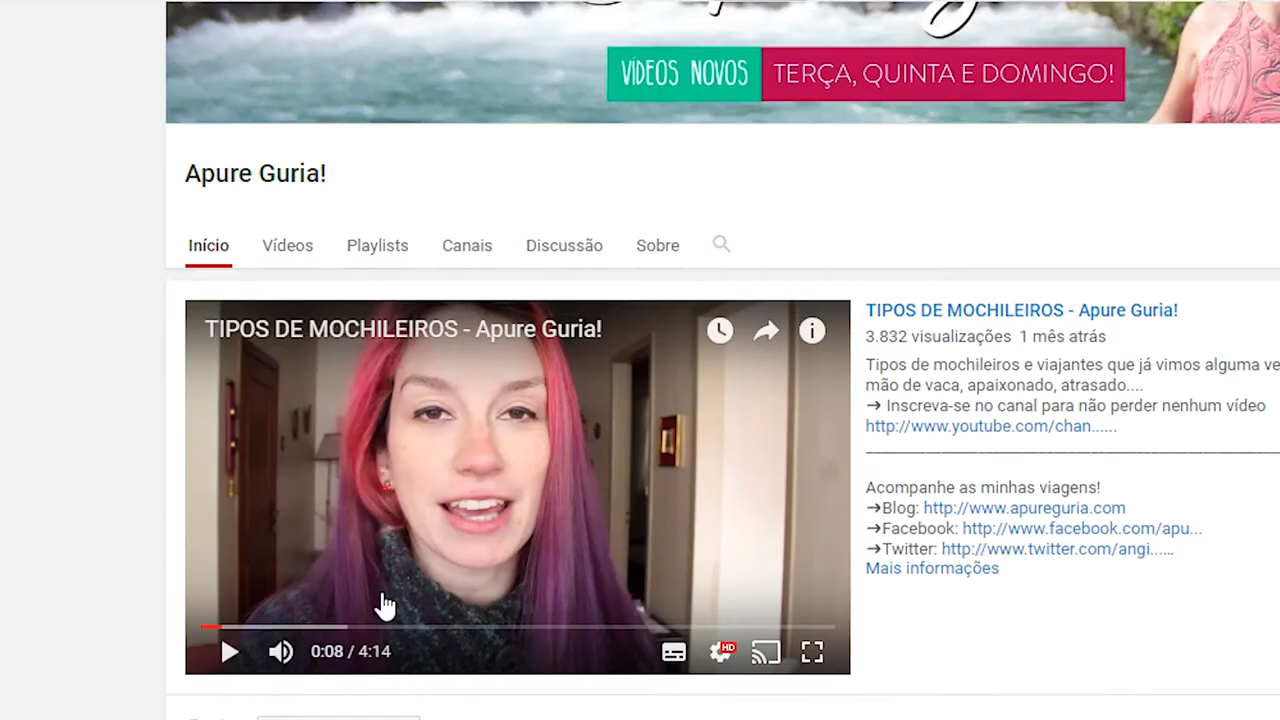 VÍDEOS NOVOS TERÇA, QUINTA E DOMINGO!
Apure Guria!
Início Vídeos Playlists Canais Discussão Sobre
TIPOS DE MOCHILEIROS - Apure Guria!
0:08 / 4:14
HD
TIPOS DE MOCHILEIROS - Apure Guria!
3.832 visualizações 1 mês atrás
Tipos de mochileiros e viajantes que já vimos alguma ve
mão de vaca, apaixonado, atrasado....
→ Inscreva-se no canal para não perder nenhum vídeo
http://www.youtube.com/chan......
Acompanhe as minhas viagens!
→Blog: http://www.apureguria.com
→Facebook: http://www.facebook.com/apu...
→Twitter: http://www.twitter.com/angi......
Mais informações